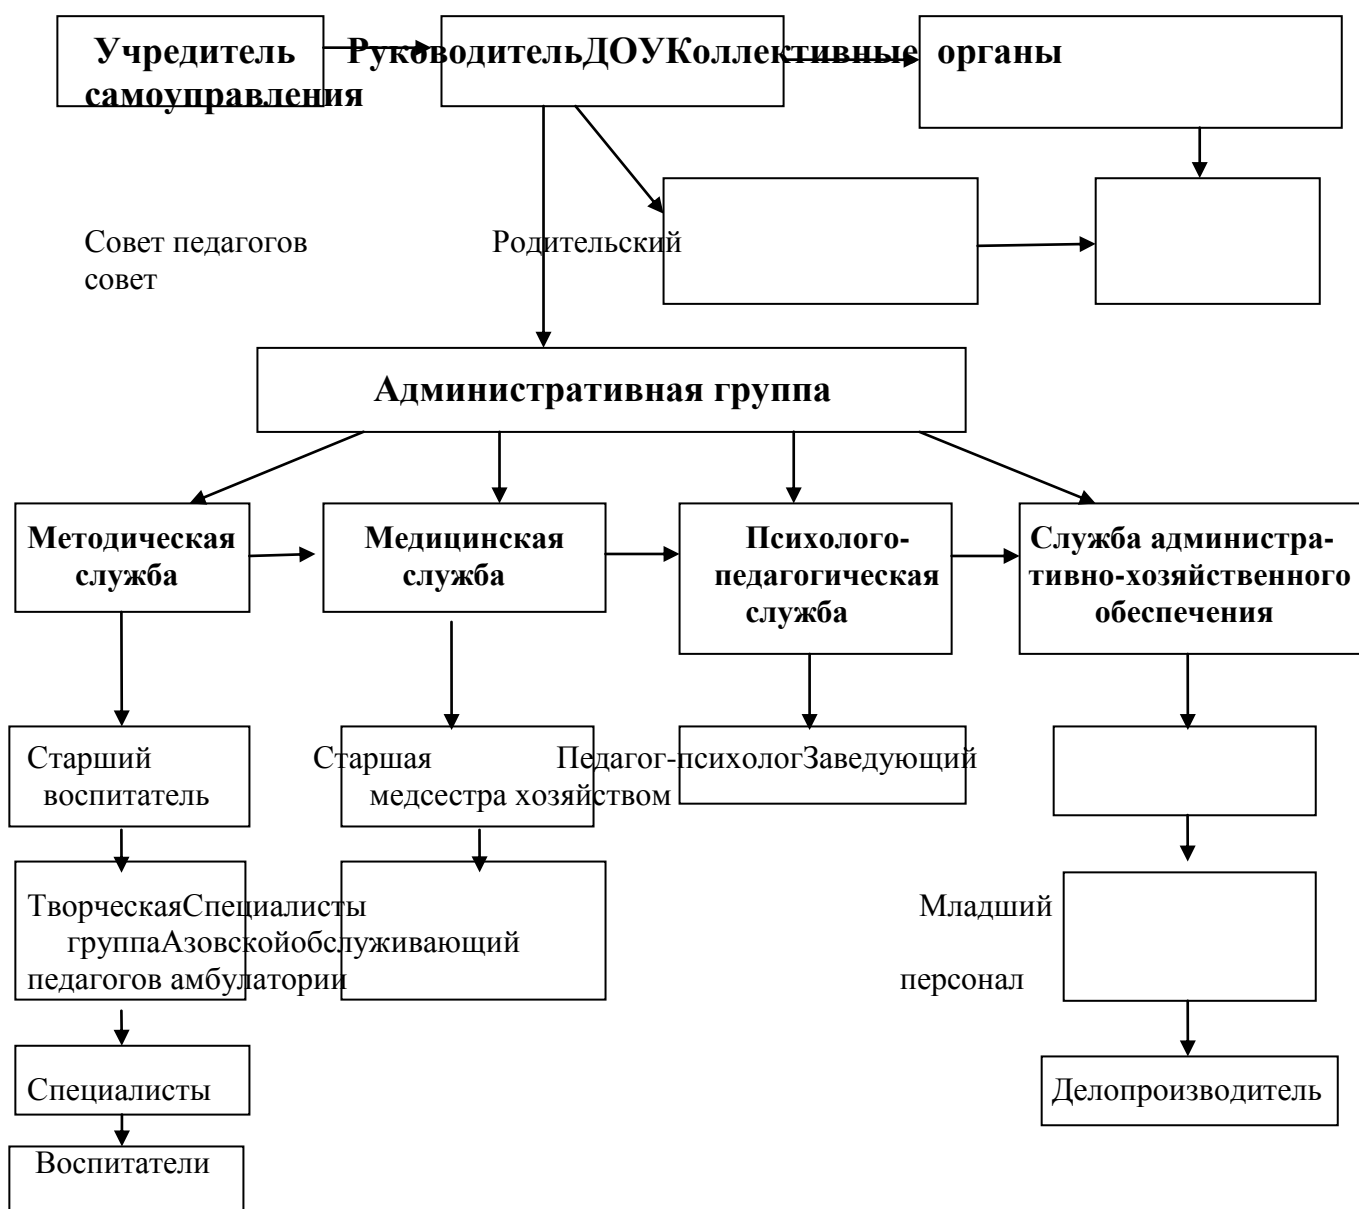 Учредитель РуководительДОУКоллективные органы
самоуправления
Совет педагогов Родительский
совет
Административная группа
Методическая Медицинская Психолого- Служба администра-
служба служба педагогическая тивно-хозяйственного
служба обеспечения
Старший Старшая Педагог-психологЗаведующий
воспитатель медсестра хозяйством
ТворческаяСпециалисты Младший
группаАзовскойобслуживающий
педагогов амбулатории персонал
Специалисты Делопроизводитель
Воспитатели